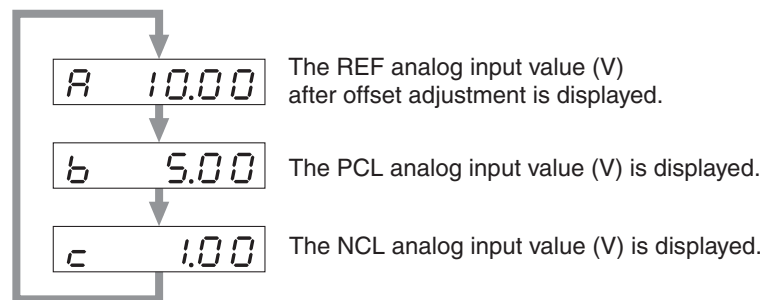 A 10.00
The REF analog input value (V)
after offset adjustment is displayed.
b 5.00
The PCL analog input value (V) is displayed.
c 1.00
The NCL analog input value (V) is displayed.